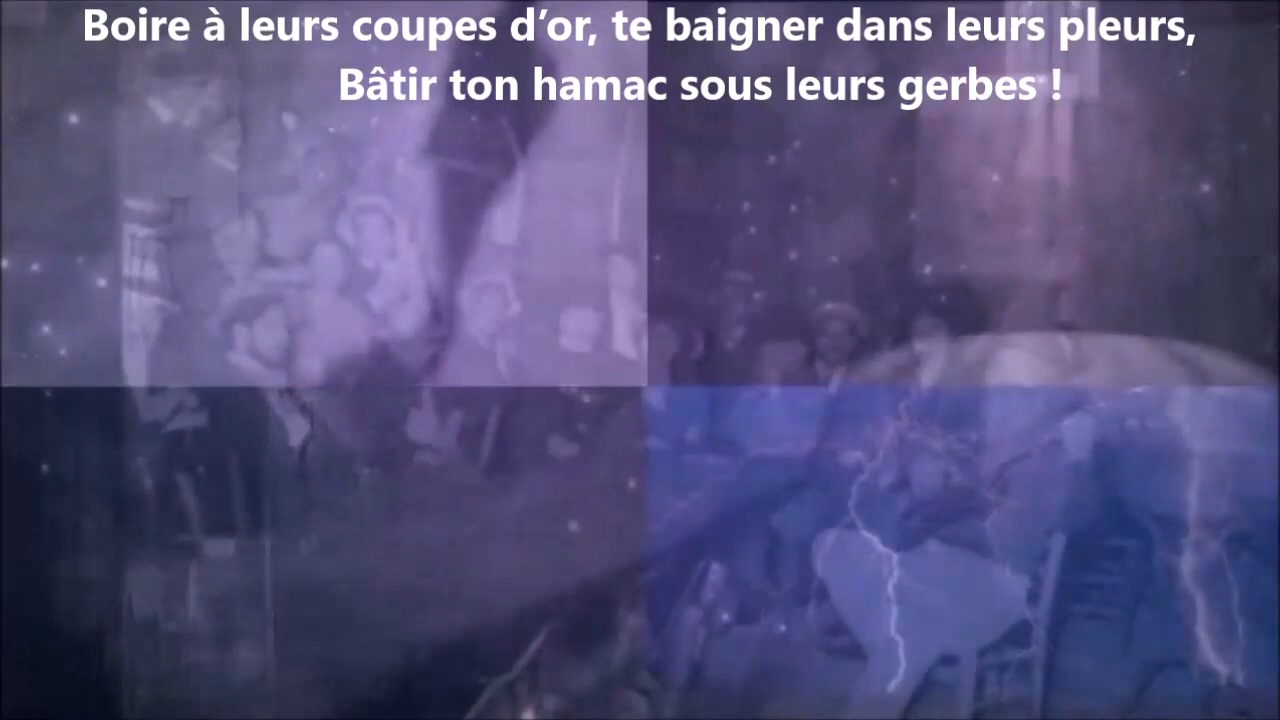 Boire à leurs coupes d’or, te baigner dans leurs pleurs,
Bâtir ton hamac sous leurs gerbes !